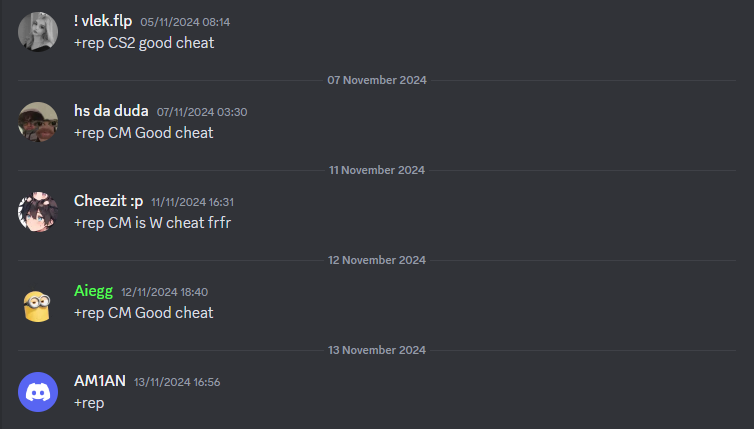 ! vlek.flp 05/11/2024 08:14
+rep CS2 good cheat
07 November 2024
hs da duda 07/11/2024 03:30
+rep CM Good cheat
11 November 2024
Cheezit :p 11/11/2024 16:31
+rep CM is W cheat frfr
12 November 2024
Aiegg 12/11/2024 18:40
+rep CM Good cheat
13 November 2024
AM1AN 13/11/2024 16:56
+rep